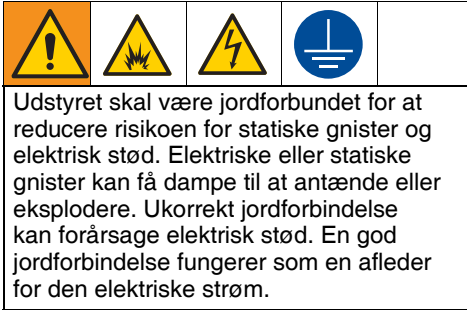 Udstyret skal være jordforbundet for at
reducere risikoen for statiske gnister og
elektrisk stød. Elektriske eller statiske
gnister kan få dampe til at antænde eller
eksplodere. Ukorrekt jordforbindelse
kan forårsage elektrisk stød. En god
jordforbindelse fungerer som en afleder
for den elektriske strøm.